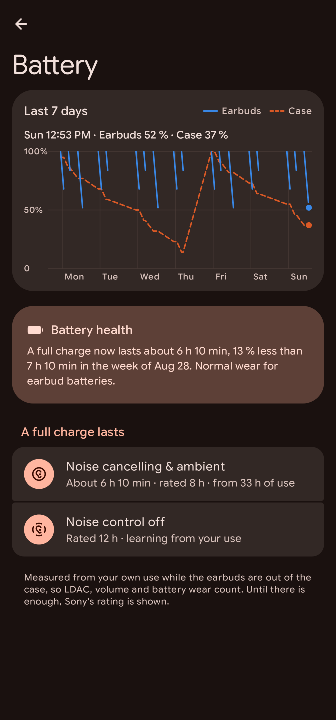 Battery
Last 7 days
Earbuds
Case
Sun 12:53 PM · Earbuds 52 % · Case 37 %
100%
50%
0
Mon Tue Wed Thu Fri Sat Sun
Battery health
A full charge now lasts about 6 h 10 min, 13 % less than
7 h 10 min in the week of Aug 28. Normal wear for
earbud batteries.
A full charge lasts
Noise cancelling & ambient
About 6 h 10 min · rated 8 h · from 33 h of use
Noise control off
Rated 12 h · learning from your use
Measured from your own use while the earbuds are out of the
case, so LDAC, volume and battery wear count. Until there is
enough, Sony's rating is shown.